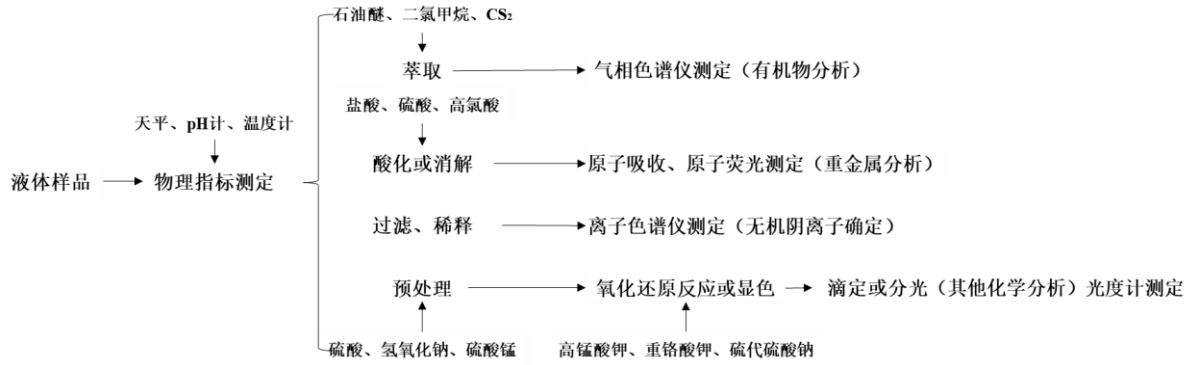 石油醚、二氯甲烷、CS₂
萃取
气相色谱仪测定（有机物分析）
盐酸、硫酸、高氯酸
天平、pH计、温度计
酸化或消解
原子吸收、原子荧光测定（重金属分析）
液体样品
物理指标测定
过滤、稀释
离子色谱仪测定（无机阴离子确定）
预处理
氧化还原反应或显色
滴定或分光（其他化学分析）光度计测定
硫酸、氢氧化钠、硫酸锰
高锰酸钾、重铬酸钾、硫代硫酸钠